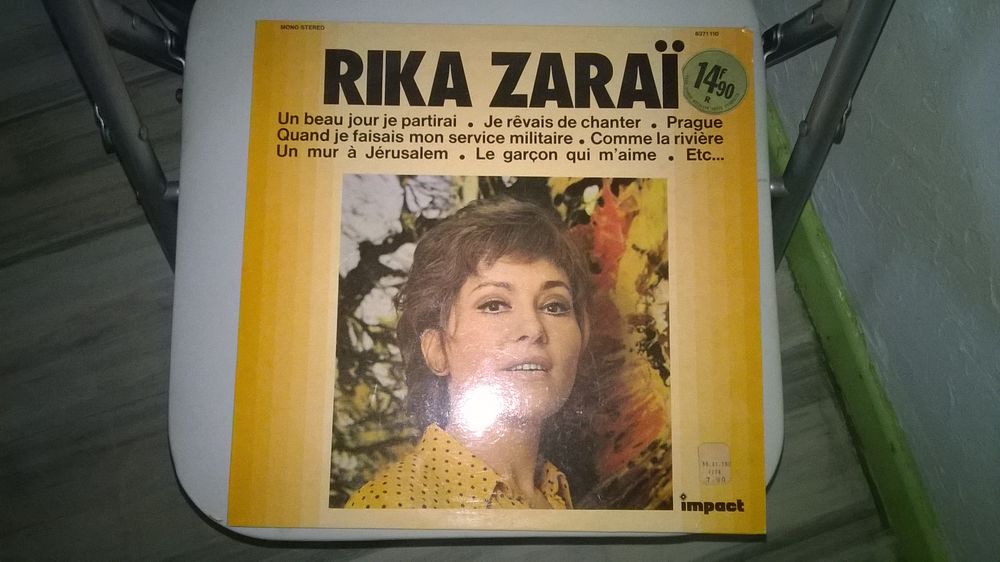 MONO-STEREO
6371 110
RIKA ZARAÏ
14F90
R
Un beau jour je partirai . Je rêvais de chanter . Prague
Quand je faisais mon service militaire . Comme la rivière
Un mur à Jérusalem . Le garçon qui m'aime . Etc...
7.90
impact